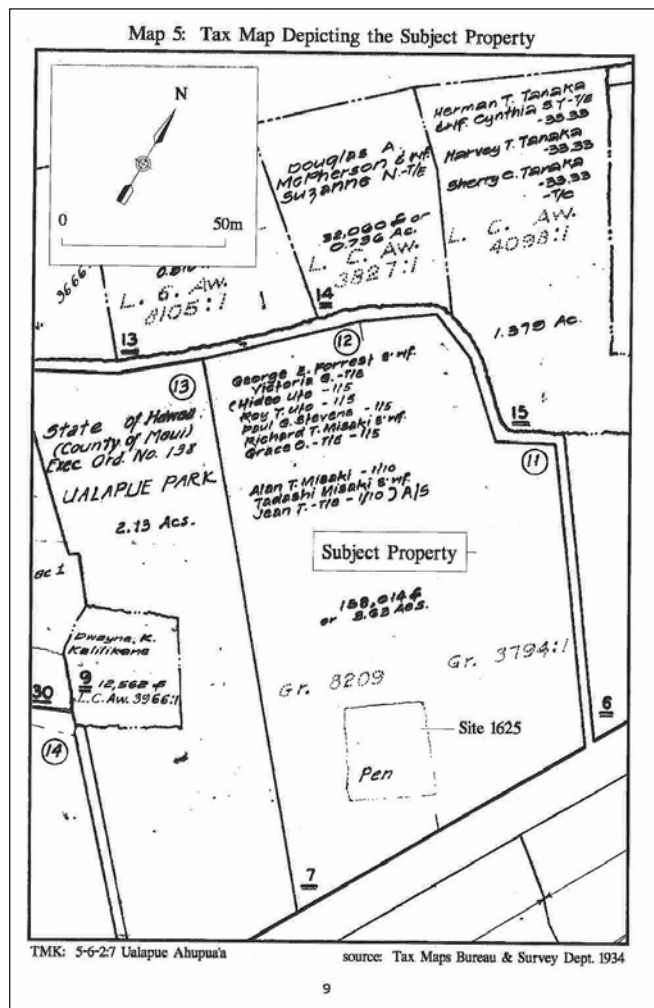 Map 5: Tax Map Depicting the Subject Property
N
0 50m
Herman T. Tanaka
&wf. Cynthia S.Y-T/E
-33.33
Harvey T. Tanaka
-33.33
Sherry C. Tanaka
-33.33
-T/C
L. C. Aw.
4098:1
1.379 Ac.
Douglas A.
McPherson & wf.
Suzanne N.-T/E
or
0.736 Ac.
L. C. Aw.
3827:1
14
3666
L. C. Aw.
8105:1
13
13
12
15
11
State of Hawaii
(County of Maui)
Exec. Ord. No. 138
UALAPUE PARK
2.13 Acs.
George E. Forrest & wf.
Victoria G. -T/E
Chideo Uto - 1/5
Roy T. Uto - 1/5
Paul G. Stevens - 1/5
Richard T. Misaki & wf.
Grace O. -T/E - 1/5
Alan T. Misaki - 1/10
Tadashi Misaki & wf.
Jean T. -T/E - 1/10) A/S
Subject Property
158,014
or 3.63 Acs.
Gr. 8209
Gr. 3794:1
Dwayne K.
Kalilikane
9 12,562
L.C. Aw. 3966:1
30
14
Site 1625
Pen
6
7
TMK: 5-6-2:7 Ualapue Ahupua'a
source: Tax Maps Bureau & Survey Dept. 1934
9